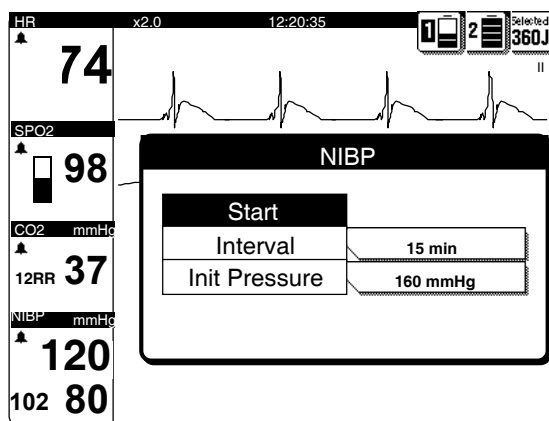 HR x2.0 12:20:35
1 2 Selected
360J
74
II
SPO2
98
NIBP
Start
CO2 mmHg
Interval 15 min
12RR 37
Init Pressure 160 mmHg
NIBP mmHg
120
102 80